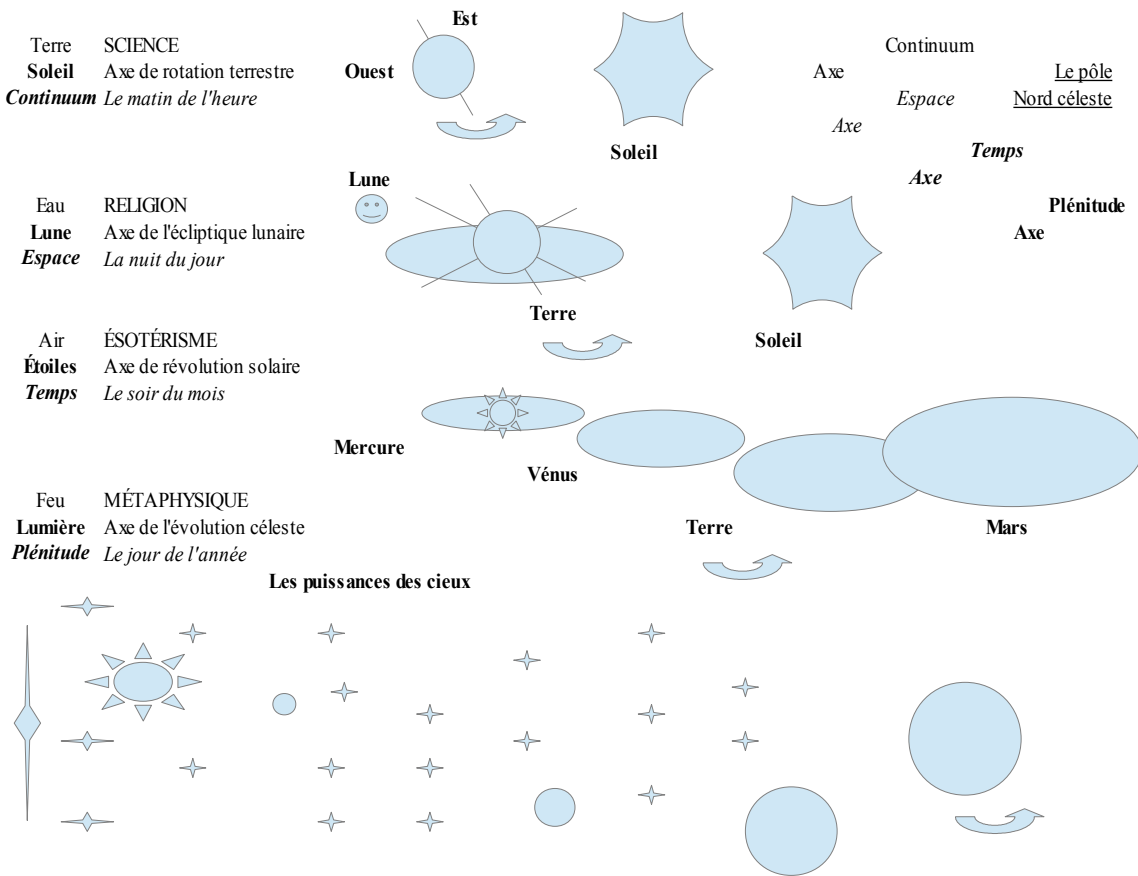 Est
Terre SCIENCE
Soleil Axe de rotation terrestre
Continuum Le matin de l'heure
Ouest
Soleil
Continuum
Axe Le pôle
Espace Nord céleste
Axe
Temps
Axe
Plénitude
Axe
Lune
Eau RELIGION
Lune Axe de l'écliptique lunaire
Espace La nuit du jour
Terre
Soleil
Air ÉSOTÉRISME
Étoiles Axe de révolution solaire
Temps Le soir du mois
Mercure
Vénus
Terre
Mars
Feu MÉTAPHYSIQUE
Lumière Axe de l'évolution céleste
Plénitude Le jour de l'année
Les puissances des cieux